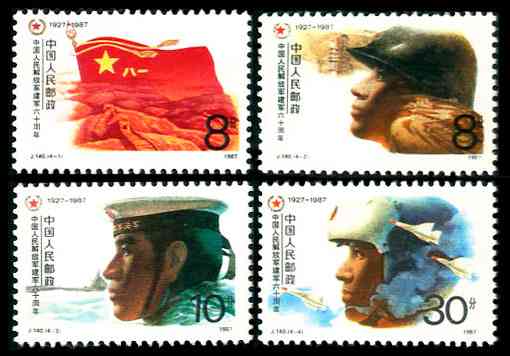 1927-1987
中国人民解放军建军六十周年
中国人民邮政
八一
8分
J.140.(4-1)
1987
1927-1987
中国人民解放军建军六十周年
中国人民邮政
8分
J.140.(4-2)
1987
1927-1987
中国人民解放军建军六十周年
中国人民邮政
10分
J.140.(4-3)
1987
1927-1987
中国人民解放军建军六十周年
中国人民邮政
30分
J.140.(4-4)
1987